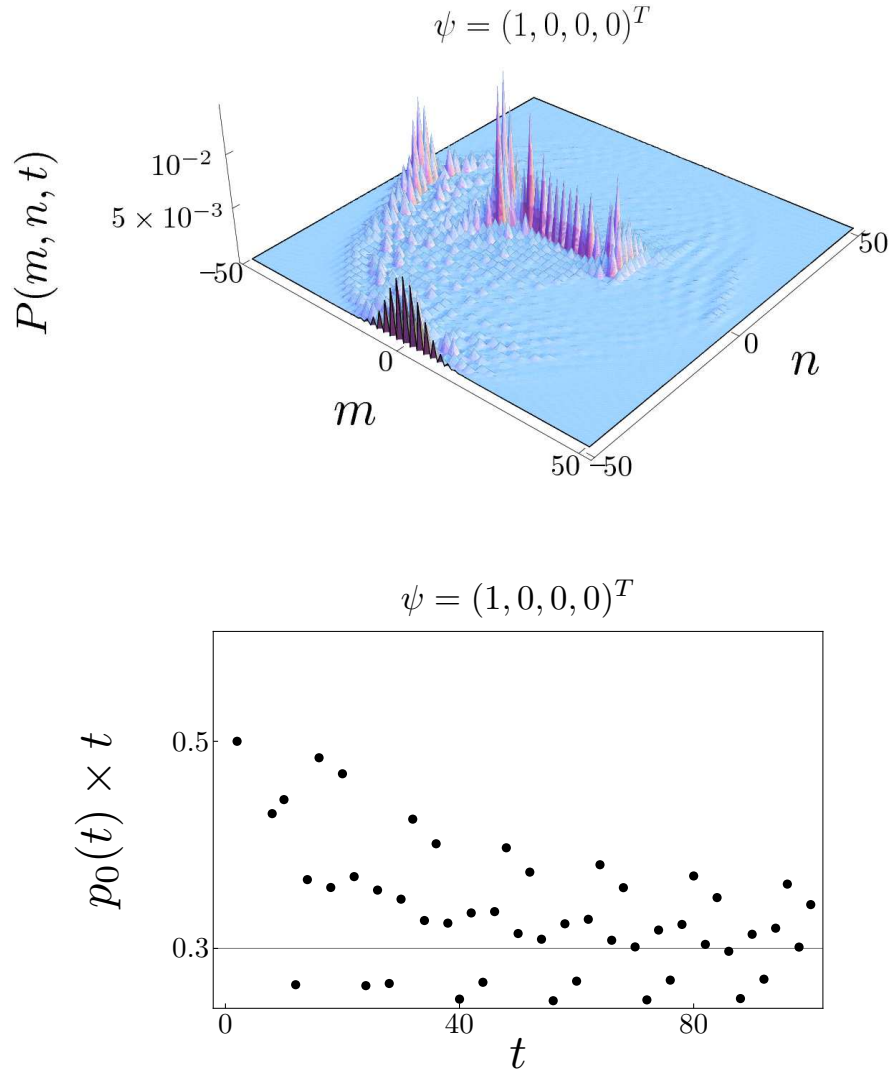 ψ = (1, 0, 0, 0)^T
P(m, n, t)
10^−2
5 × 10^−3
−50
0
50
m
−50
0
50
n
ψ = (1, 0, 0, 0)^T
p_0(t) × t
0.5
0.3
0
40
80
t